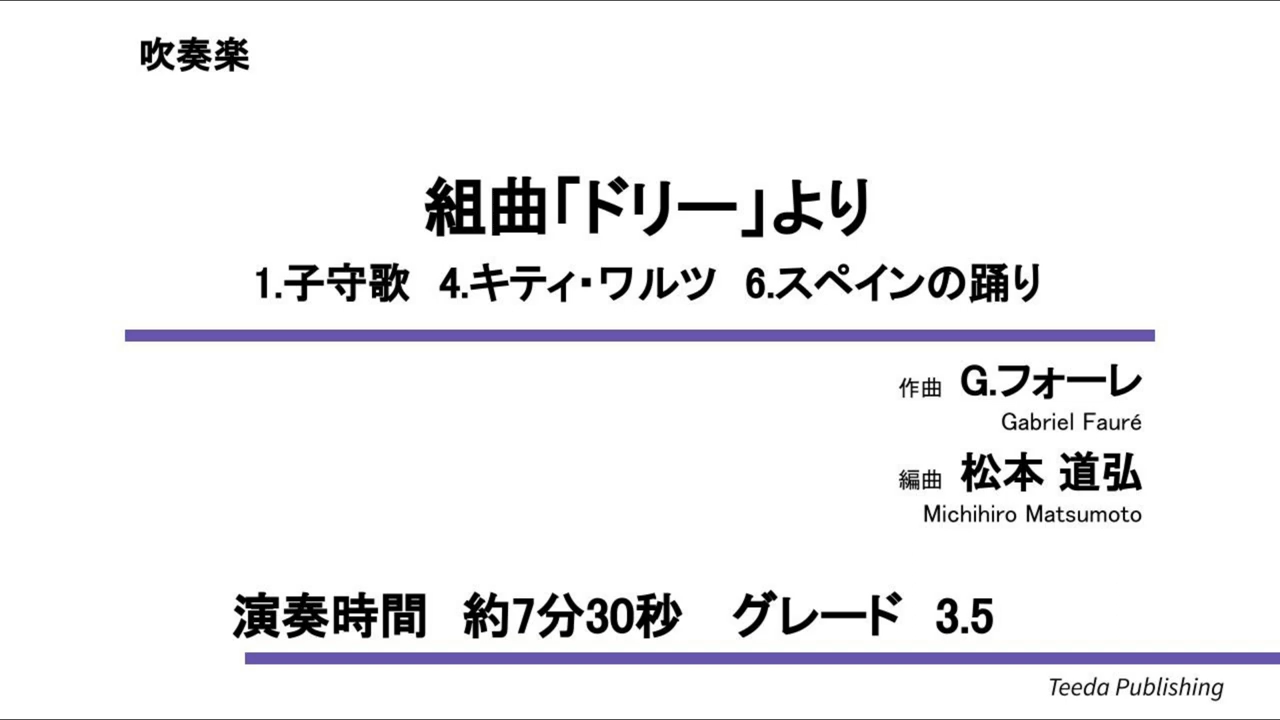 吹奏楽
組曲「ドリー」より
1.子守歌　4.キティ・ワルツ　6.スペインの踊り
作曲 G.フォーレ
Gabriel Fauré
編曲 松本 道弘
Michihiro Matsumoto
演奏時間　約7分30秒　グレード　3.5
Teeda Publishing